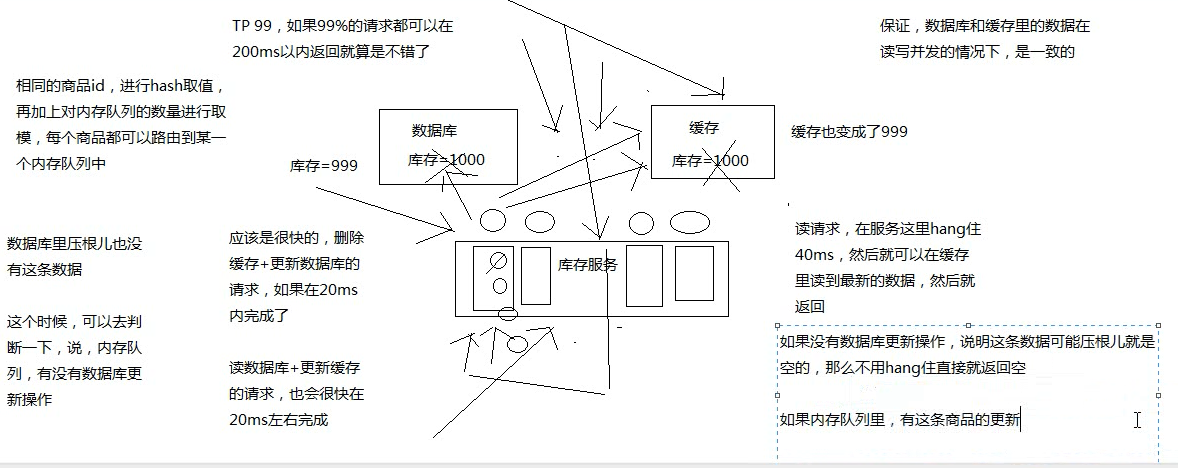 TP 99，如果99%的请求都可以在
200ms以内返回就算是不错了
保证，数据库和缓存里的数据在
读写并发的情况下，是一致的
相同的商品id，进行hash取值，
再加上对内存队列的数量进行取
模，每个商品都可以路由到某一
个内存队列中
数据库
库存=1000
缓存
库存=1000
缓存也变成了999
库存=999
数据库里压根儿也没
有这条数据
这个时候，可以去判
断一下，说，内存队
列，有没有数据库更
新操作
应该是很快的，删除
缓存+更新数据库的
请求，如果在20ms
内完成了
读数据库+更新缓存
的请求，也会很快在
20ms左右完成
库存服务
读请求，在服务这里hang住
40ms，然后就可以在缓存
里读到最新的数据，然后就
返回
如果没有数据库更新操作，说明这条数据可能压根儿就是
空的，那么不用hang住直接就返回空
如果内存队列里，有这条商品的更新